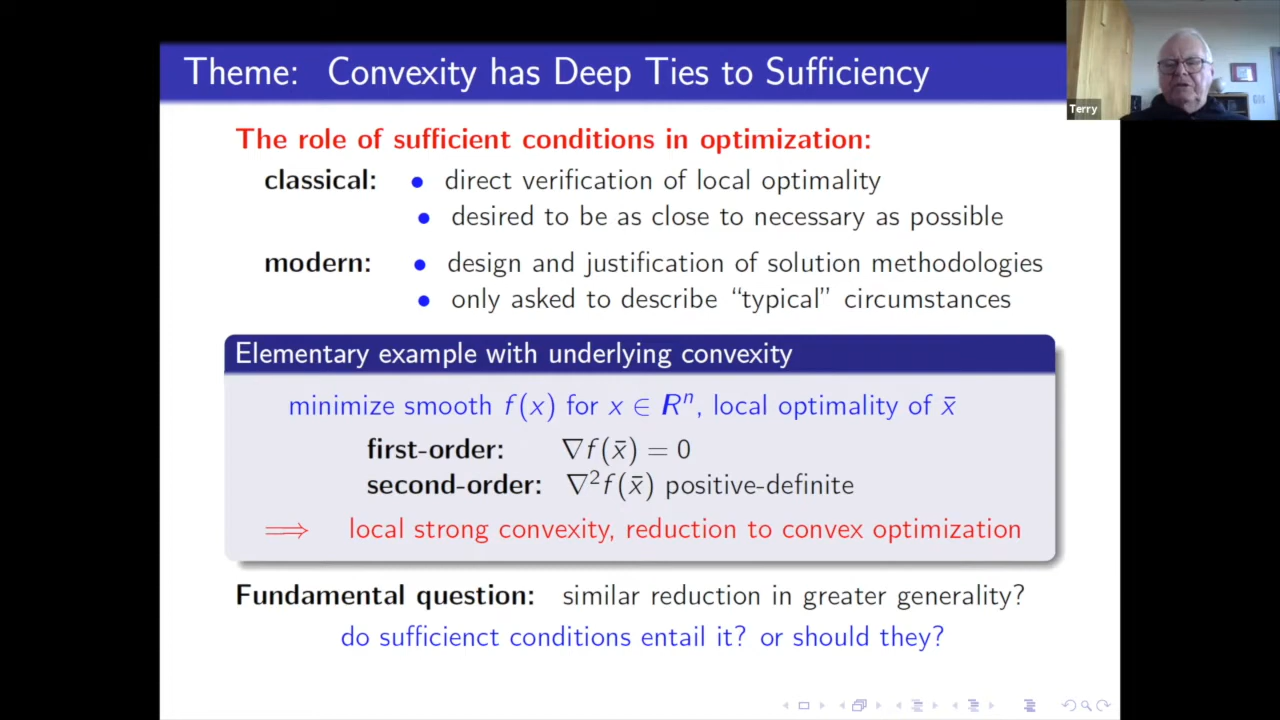 Theme: Convexity has Deep Ties to Sufficiency
Terry
The role of sufficient conditions in optimization:
classical: • direct verification of local optimality
• desired to be as close to necessary as possible
modern: • design and justification of solution methodologies
• only asked to describe “typical” circumstances
Elementary example with underlying convexity
minimize smooth f(x) for x ∈ Rⁿ, local optimality of x̄
first-order: ∇f(x̄) = 0
second-order: ∇²f(x̄) positive-definite
⟹ local strong convexity, reduction to convex optimization
Fundamental question: similar reduction in greater generality?
do sufficienct conditions entail it? or should they?